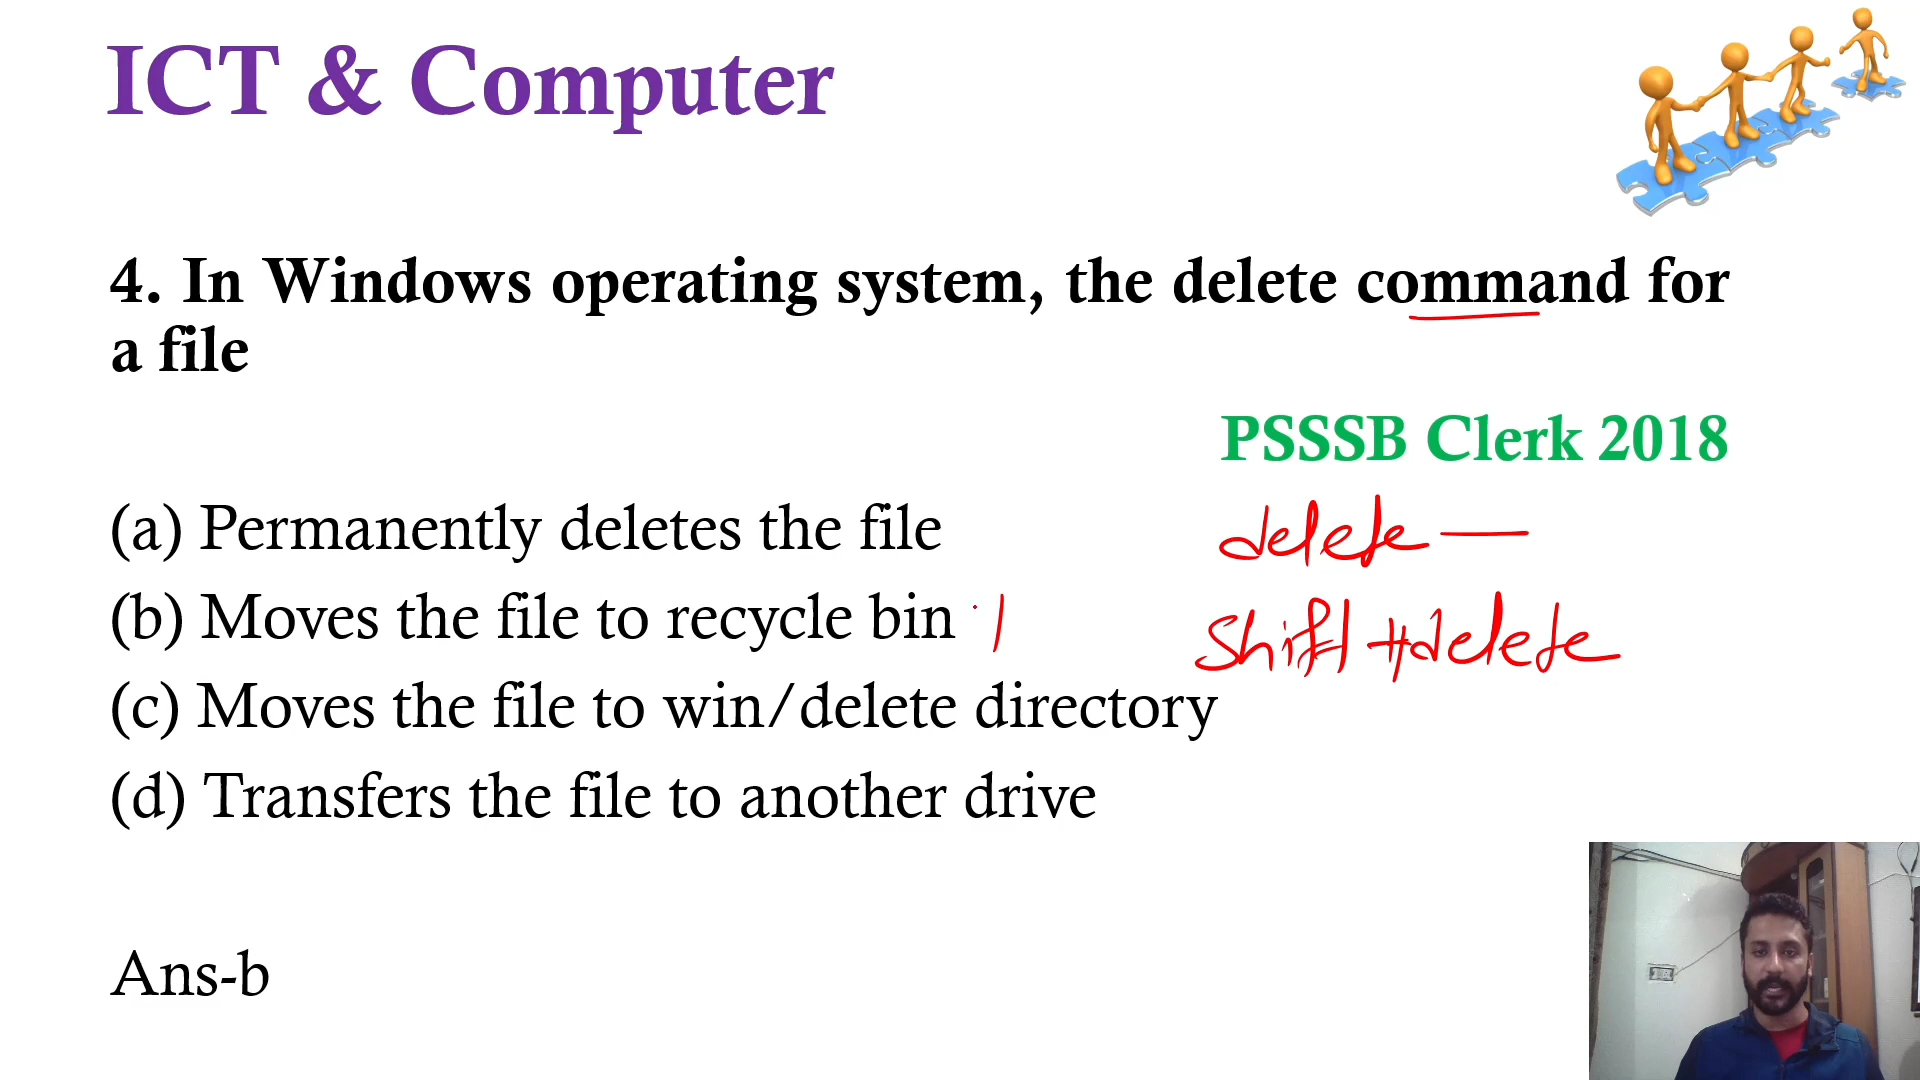 ICT & Computer
4. In Windows operating system, the delete command for
a file
PSSSB Clerk 2018
(a) Permanently deletes the file
delete —
(b) Moves the file to recycle bin
Shift + delete
(c) Moves the file to win/delete directory
(d) Transfers the file to another drive
Ans-b